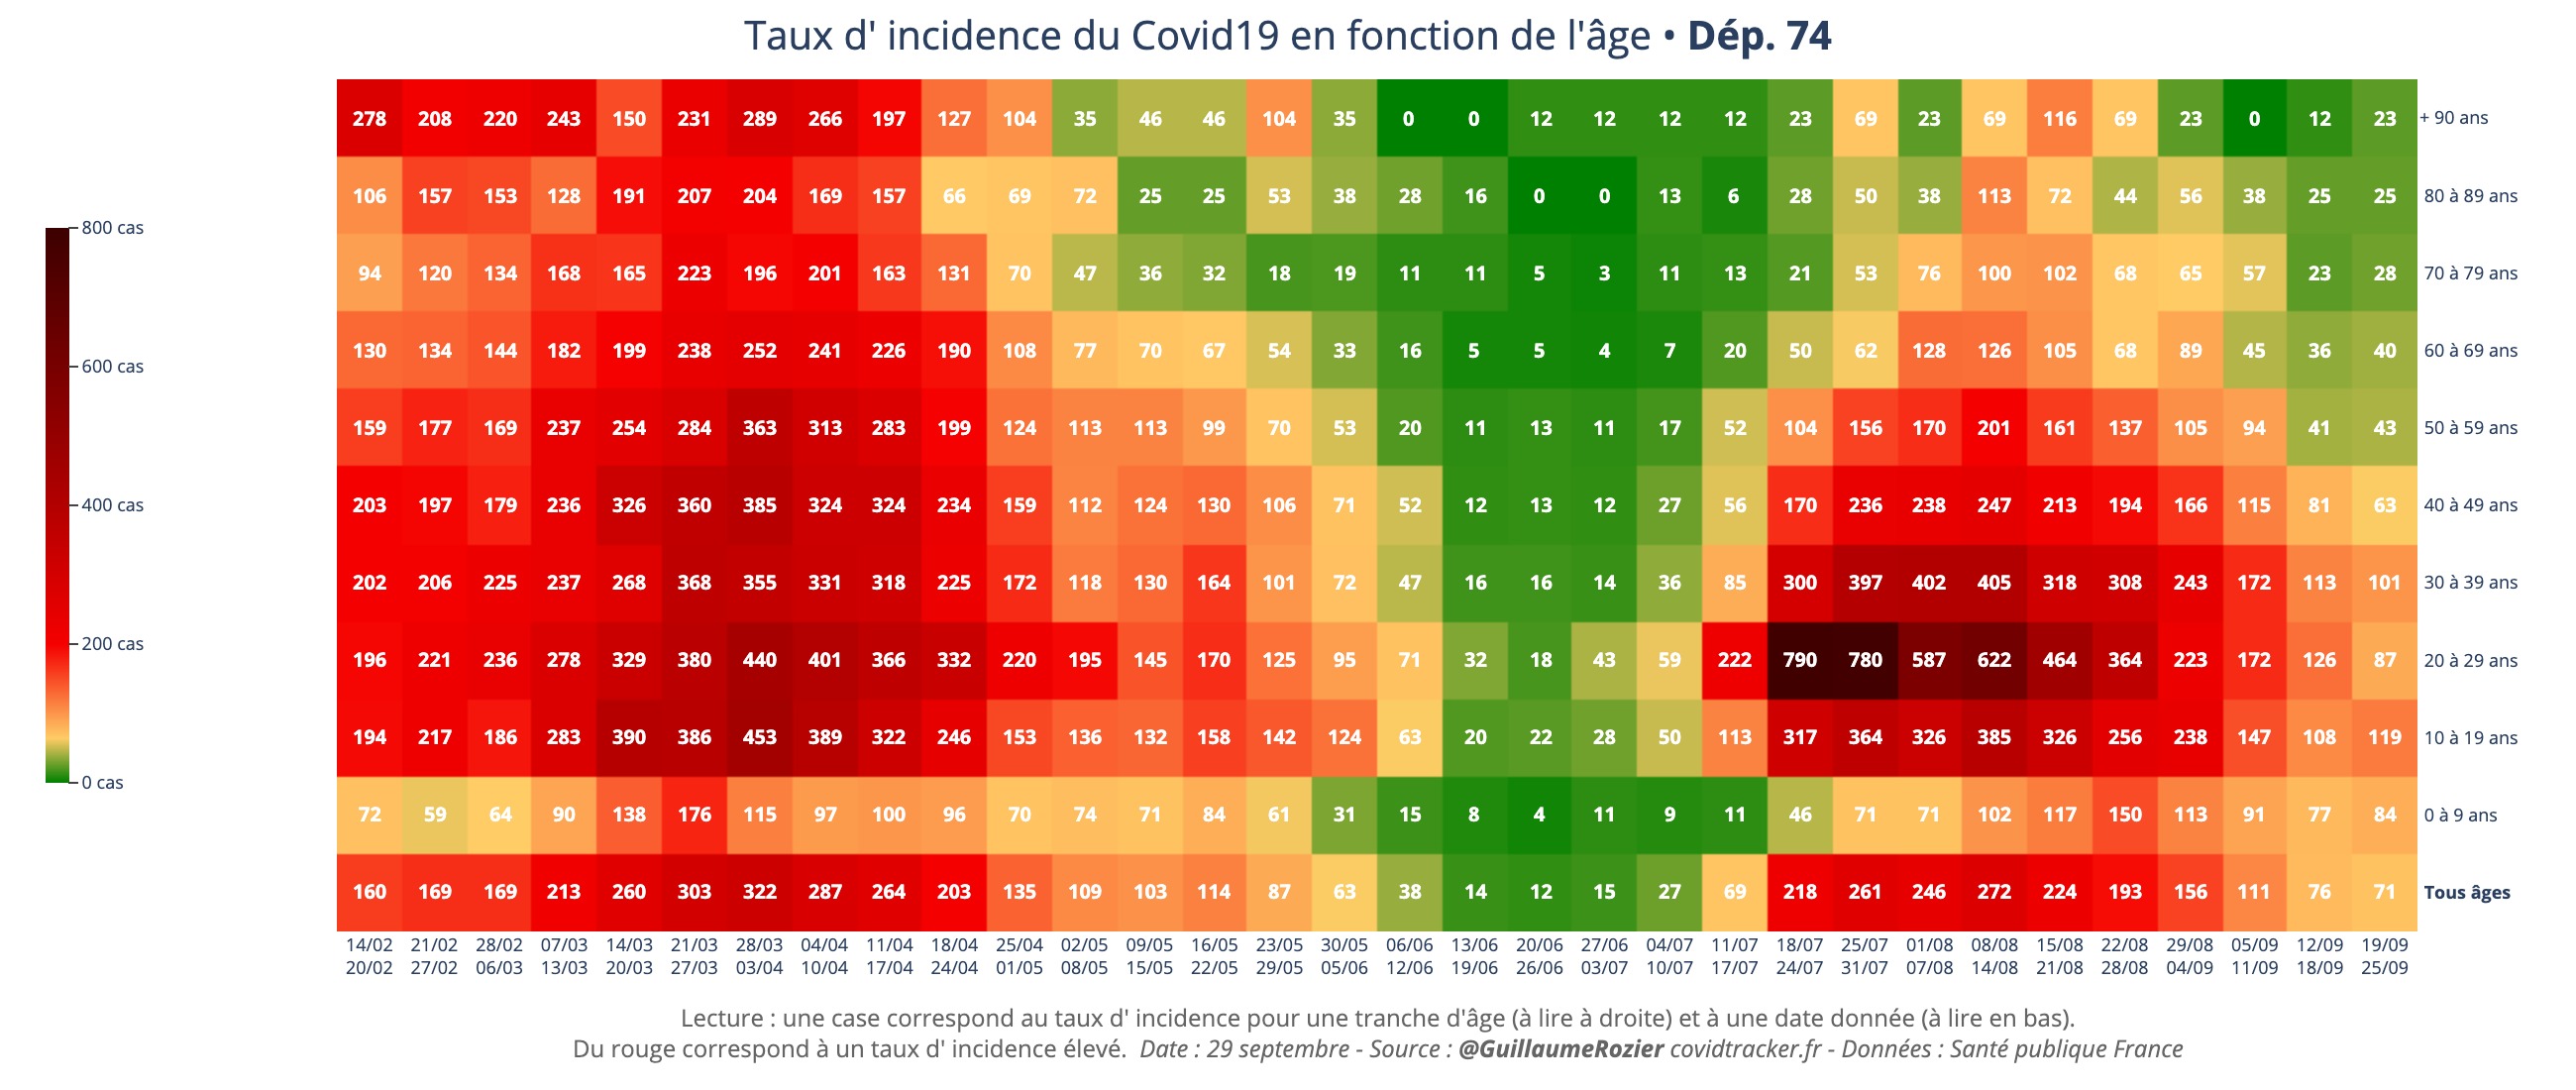 Taux d' incidence du Covid19 en fonction de l'âge • Dép. 74
278 208 220 243 150 231 289 266 197 127 104 35 46 46 104 35 0 0 12 12 12 12 23 69 23 69 116 69 23 0 12 23 + 90 ans
106 157 153 128 191 207 204 169 157 66 69 72 25 25 53 38 28 16 0 0 13 6 28 50 38 113 72 44 56 38 25 25 80 à 89 ans
800 cas
94 120 134 168 165 223 196 201 163 131 70 47 36 32 18 19 11 11 5 3 11 13 21 53 76 100 102 68 65 57 23 28 70 à 79 ans
130 134 144 182 199 238 252 241 226 190 108 77 70 67 54 33 16 5 5 4 7 20 50 62 128 126 105 68 89 45 36 40 60 à 69 ans
600 cas
159 177 169 237 254 284 363 313 283 199 124 113 113 99 70 53 20 11 13 11 17 52 104 156 170 201 161 137 105 94 41 43 50 à 59 ans
400 cas
203 197 179 236 326 360 385 324 324 234 159 112 124 130 106 71 52 12 13 12 27 56 170 236 238 247 213 194 166 115 81 63 40 à 49 ans
202 206 225 237 268 368 355 331 318 225 172 118 130 164 101 72 47 16 16 14 36 85 300 397 402 405 318 308 243 172 113 101 30 à 39 ans
200 cas
196 221 236 278 329 380 440 401 366 332 220 195 145 170 125 95 71 32 18 43 59 222 790 780 587 622 464 364 223 172 126 87 20 à 29 ans
194 217 186 283 390 386 453 389 322 246 153 136 132 158 142 124 63 20 22 28 50 113 317 364 326 385 326 256 238 147 108 119 10 à 19 ans
0 cas
72 59 64 90 138 176 115 97 100 96 70 74 71 84 61 31 15 8 4 11 9 11 46 71 71 102 117 150 113 91 77 84 0 à 9 ans
160 169 169 213 260 303 322 287 264 203 135 109 103 114 87 63 38 14 12 15 27 69 218 261 246 272 224 193 156 111 76 71 Tous âges
14/02 21/02 28/02 07/03 14/03 21/03 28/03 04/04 11/04 18/04 25/04 02/05 09/05 16/05 23/05 30/05 06/06 13/06 20/06 27/06 04/07 11/07 18/07 25/07 01/08 08/08 15/08 22/08 29/08 05/09 12/09 19/09
20/02 27/02 06/03 13/03 20/03 27/03 03/04 10/04 17/04 24/04 01/05 08/05 15/05 22/05 29/05 05/06 12/06 19/06 26/06 03/07 10/07 17/07 24/07 31/07 07/08 14/08 21/08 28/08 04/09 11/09 18/09 25/09
Lecture : une case correspond au taux d' incidence pour une tranche d'âge (à lire à droite) et à une date donnée (à lire en bas).
Du rouge correspond à un taux d' incidence élevé. Date : 29 septembre - Source : @GuillaumeRozier covidtracker.fr - Données : Santé publique France